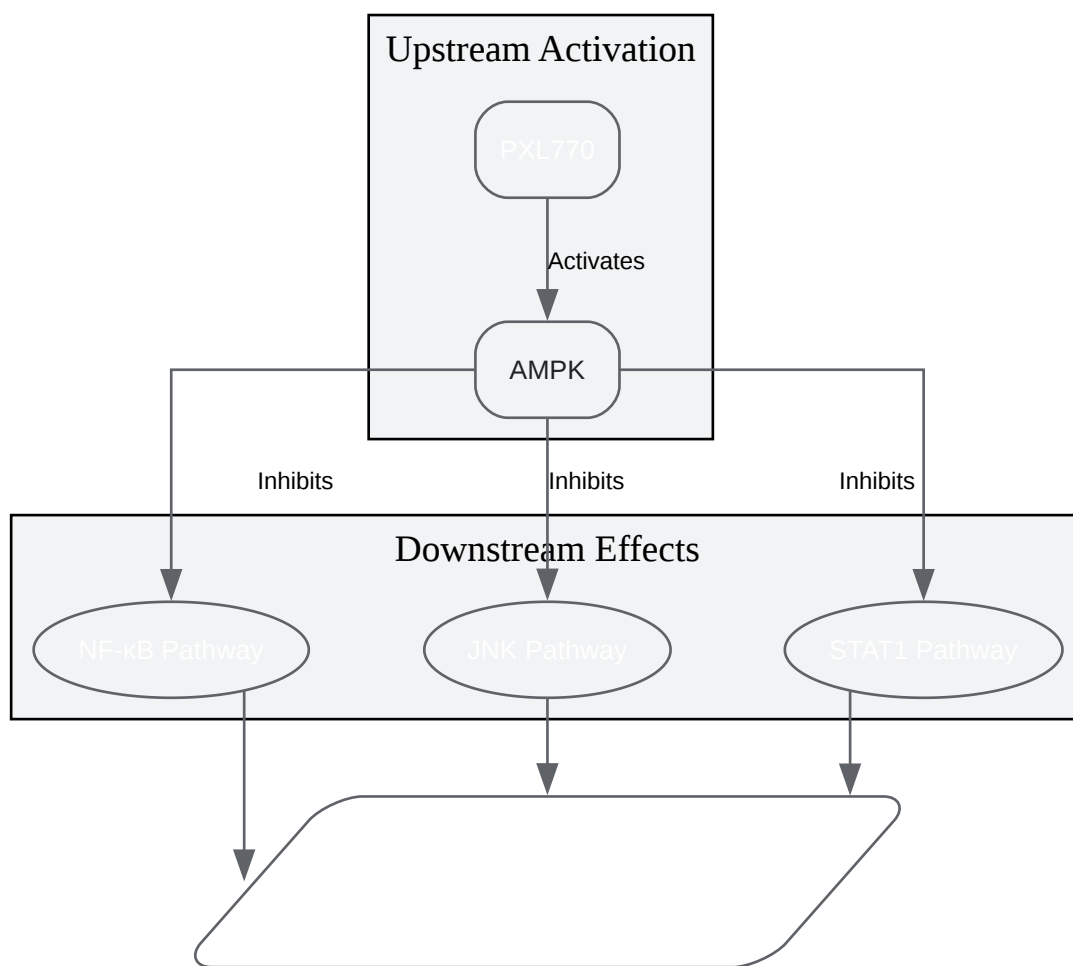 Upstream Activation
PXL770
Activates
AMPK
Inhibits Inhibits Inhibits
Downstream Effects
NF-κB Pathway JNK Pathway STAT1 Pathway